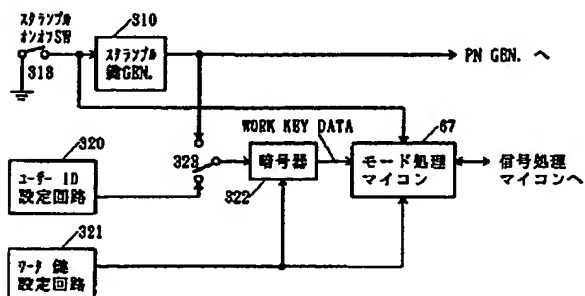 スクランブル
オンオフSW
318
310
スクランブル
鍵GEN.
PN GEN. へ
320
ユーザー ID
設定回路
323
WORK KEY DATA
暗号器
322
67
モード処理
マイコン
信号処理
マイコンへ
321
ワーク 鍵
設定回路